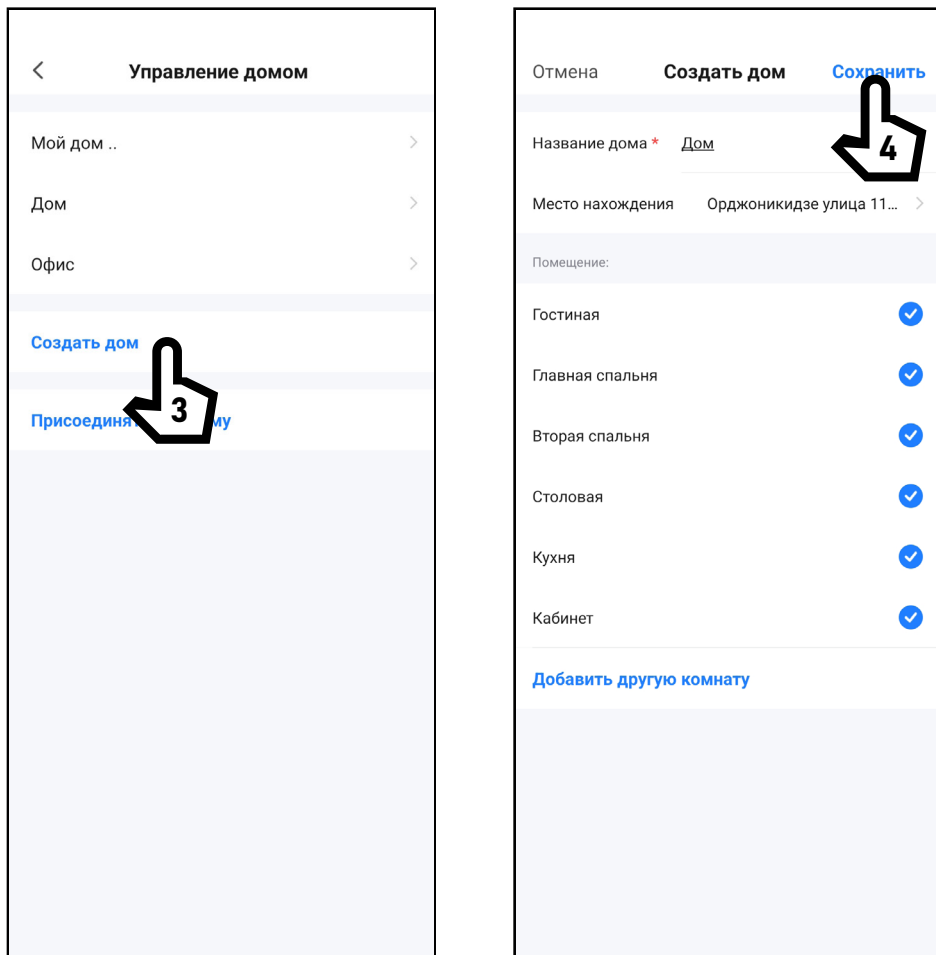 Управление домом
Мой дом ..
Дом
Офис
Создать дом
3
Отмена
Создать дом
Сохранить
4
Название дома * Дом
Место нахождения Орджоникидзе улица 11...
Помещение:
Гостиная
Главная спальня
Вторая спальня
Столовая
Кухня
Кабинет
Добавить другую комнату